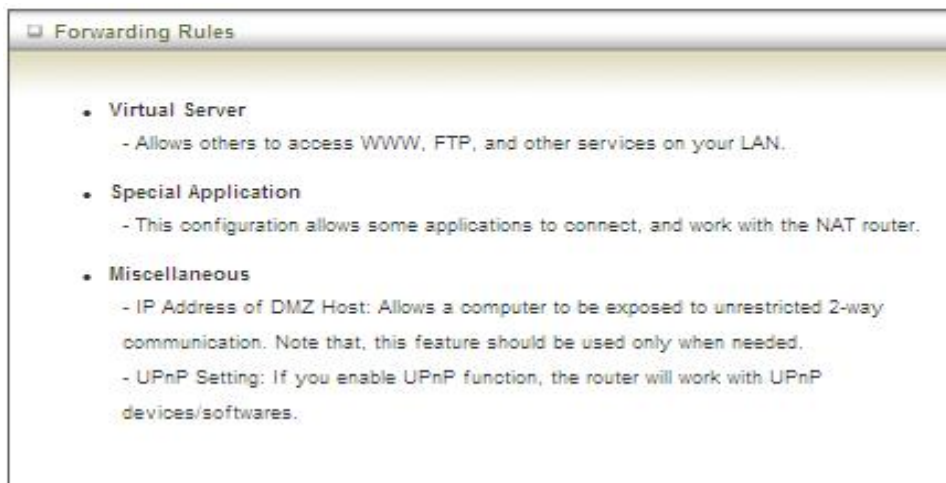 Forwarding Rules
• Virtual Server
- Allows others to access WWW, FTP, and other services on your LAN.
• Special Application
- This configuration allows some applications to connect, and work with the NAT router.
• Miscellaneous
- IP Address of DMZ Host: Allows a computer to be exposed to unrestricted 2-way
communication. Note that, this feature should be used only when needed.
- UPnP Setting: If you enable UPnP function, the router will work with UPnP
devices/softwares.